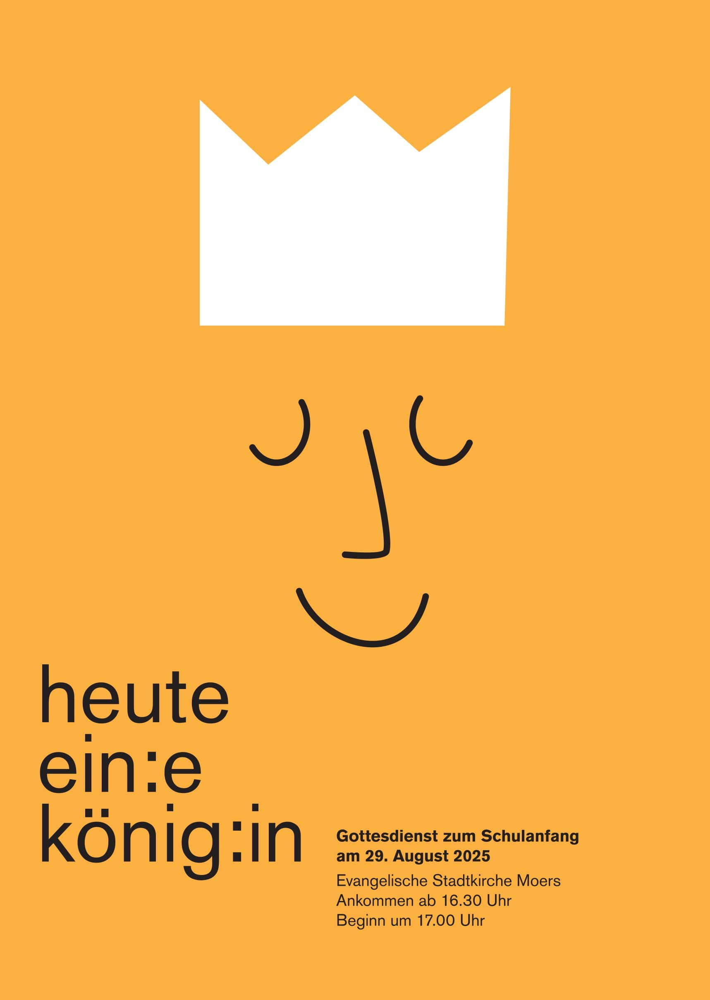 heute
ein:e
könig:in
Gottesdienst zum Schulanfang
am 29. August 2025
Evangelische Stadtkirche Moers
Ankommen ab 16.30 Uhr
Beginn um 17.00 Uhr